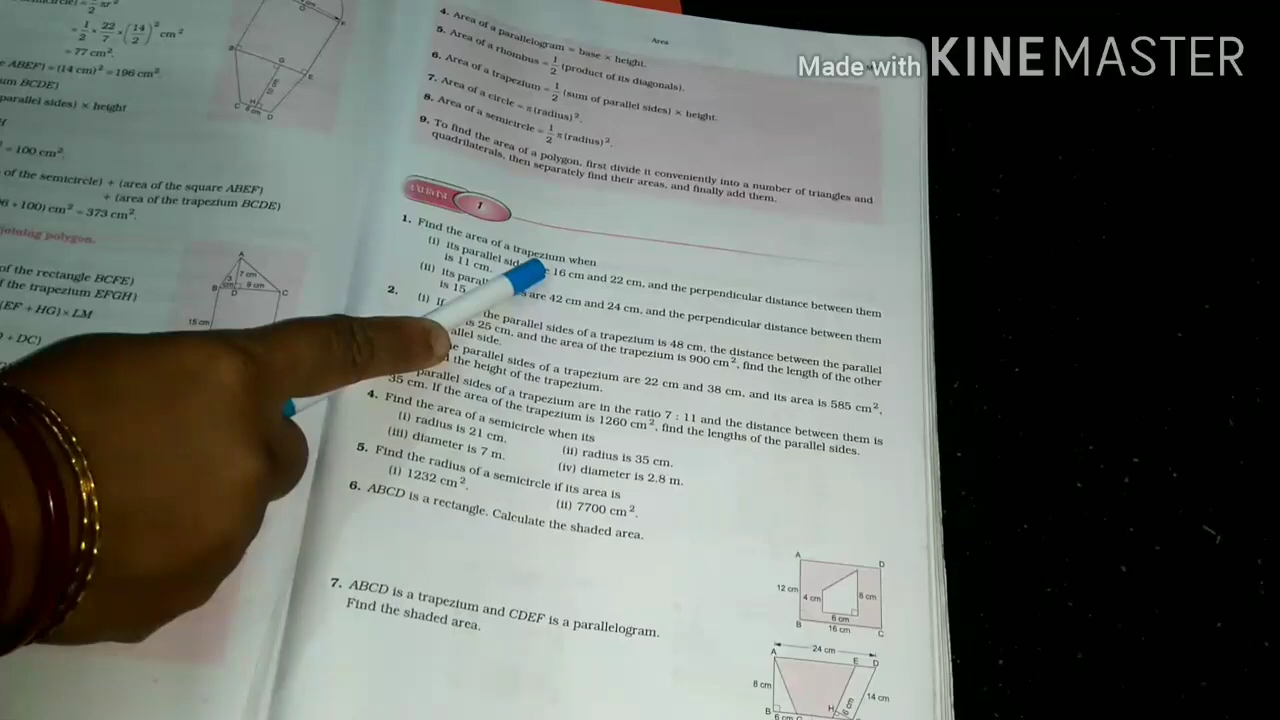 = 1/2 × 22/7 × (14/2)² cm²
= 77 cm².
ABEF) = (14 cm)² = 196 cm².
BCDE)
parallel sides) × height
= 100 cm².
of the semicircle) + (area of the square ABEF)
+ (area of the trapezium BCDE)
+ 100) cm² = 373 cm².
joining polygon.
of the rectangle BCFE)
the trapezium EFGH)
(EF + HG) × LM
+ DC)
G
E
H
C
8 cm
D
A
7 cm
B
D
C
15 cm
Area
Made with KINEMASTER
4. Area of a parallelogram = base × height.
5. Area of a rhombus = 1/2 (product of its diagonals).
6. Area of a trapezium = 1/2 (sum of parallel sides) × height.
7. Area of a circle = π(radius)².
8. Area of a semicircle = 1/2 π(radius)².
9. To find the area of a polygon, first divide it conveniently into a number of triangles and
quadrilaterals, then separately find their areas, and finally add them.
1
1. Find the area of a trapezium when
(i) its parallel 16 cm and 22 cm, and the perpendicular distance between them
is 11 cm.
(ii) its are 42 cm and 24 cm, and the perpendicular distance between them
is 15
2. (i) If the parallel sides of a trapezium is 48 cm, the distance between the parallel
25 cm, and the area of the trapezium is 900 cm², find the length of the other
side.
parallel sides of a trapezium are 22 cm and 38 cm, and its area is 585 cm²,
the height of the trapezium.
parallel sides of a trapezium are in the ratio 7 : 11 and the distance between them is
35 cm. If the area of the trapezium is 1260 cm², find the lengths of the parallel sides.
4. Find the area of a semicircle when its
(i) radius is 21 cm. (ii) radius is 35 cm.
(iii) diameter is 7 m. (iv) diameter is 2.8 m.
5. Find the radius of a semicircle if its area is
(i) 1232 cm². (ii) 7700 cm².
6. ABCD is a rectangle. Calculate the shaded area.
A
D
12 cm
4 cm
8 cm
6 cm
B
16 cm
C
7. ABCD is a trapezium and CDEF is a parallelogram.
Find the shaded area.
24 cm
A
E
D
8 cm
14 cm
H
B
6 cm